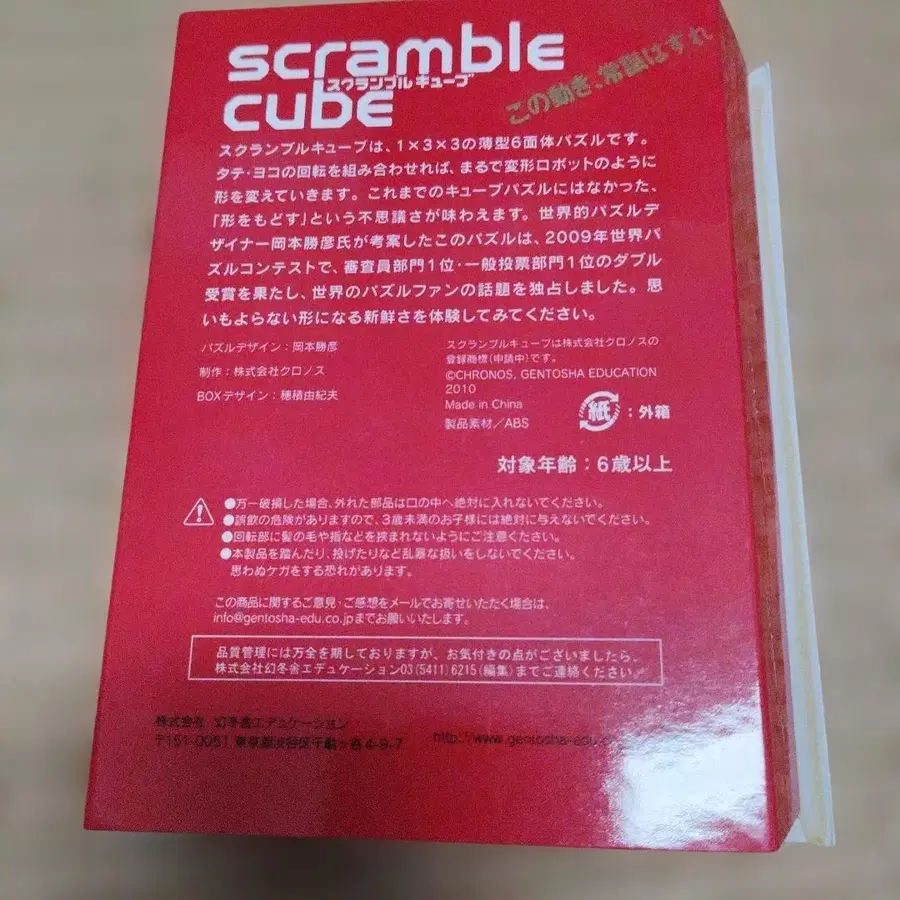 scramble
スクランブル キューブ
cube
この動き、常識はずれ
スクランブルキューブは、1×3×3の薄型6面体パズルです。
タテ・ヨコの回転を組み合わせれば、まるで変形ロボットのように
形を変えていきます。これまでのキューブパズルにはなかった、
「形をもどす」という不思議さが味わえます。世界的パズルデ
ザイナー岡本勝彦氏が考案したこのパズルは、2009年世界パ
ズルコンテストで、審査員部門1位・一般投票部門1位のダブル
受賞を果たし、世界のパズルファンの話題を独占しました。思
いもよらない形になる新鮮さを体験してみてください。
パズルデザイン：岡本勝彦
制作：株式会社クロノス
BOXデザイン：穂積由紀夫
スクランブルキューブは株式会社クロノスの
登録商標（申請中）です。
©CHRONOS, GENTOSHA EDUCATION
2010
Made in China
製品素材／ABS
紙：外箱
対象年齢：6歳以上
●万一破損した場合、外れた部品は口の中へ絶対に入れないでください。
●誤飲の危険がありますので、3歳未満のお子様には絶対に与えないでください。
●回転部に髪の毛や指などを挟まれないようにご注意ください。
●本製品を踏んだり、投げたりなど乱暴な扱いをしないでください。
思わぬケガをする恐れがあります。
この商品に関するご意見・ご感想をメールでお寄せいただく場合は、
info@gentosha-edu.co.jpまでお願いいたします。
品質管理には万全を期しておりますが、お気付きの点がございましたら、
株式会社幻冬舎エデュケーション03(5411)6215(編集)までご連絡ください。
株式会社 幻冬舎エデュケーション
〒151-0051 東京都渋谷区千駄ヶ谷4-9-7
http://www.gentosha-edu